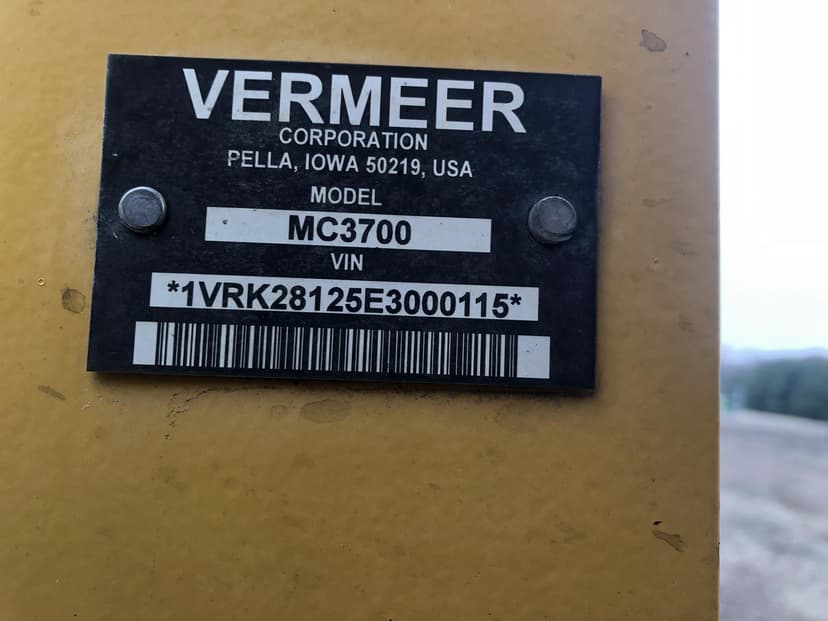 VERMEER
CORPORATION
PELLA, IOWA 50219, USA
MODEL
MC3700
VIN
*1VRK28125E3000115*